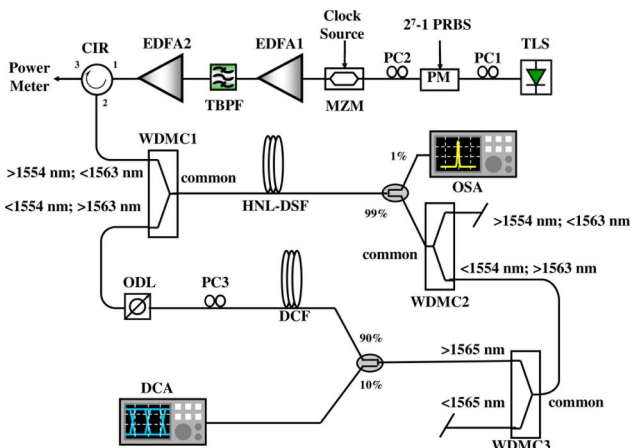 Clock
Source
2⁷-1 PRBS
CIR
EDFA2
EDFA1
PC2
PC1
TLS
3
1
Power
Meter
PM
2
TBPF
MZM
WDMC1
1%
>1554 nm; <1563 nm
common
OSA
<1554 nm; >1563 nm
HNL-DSF
99%
>1554 nm; <1563 nm
common
<1554 nm; >1563 nm
ODL
PC3
WDMC2
DCF
90%
>1565 nm
10%
DCA
<1565 nm
common
WDMC3